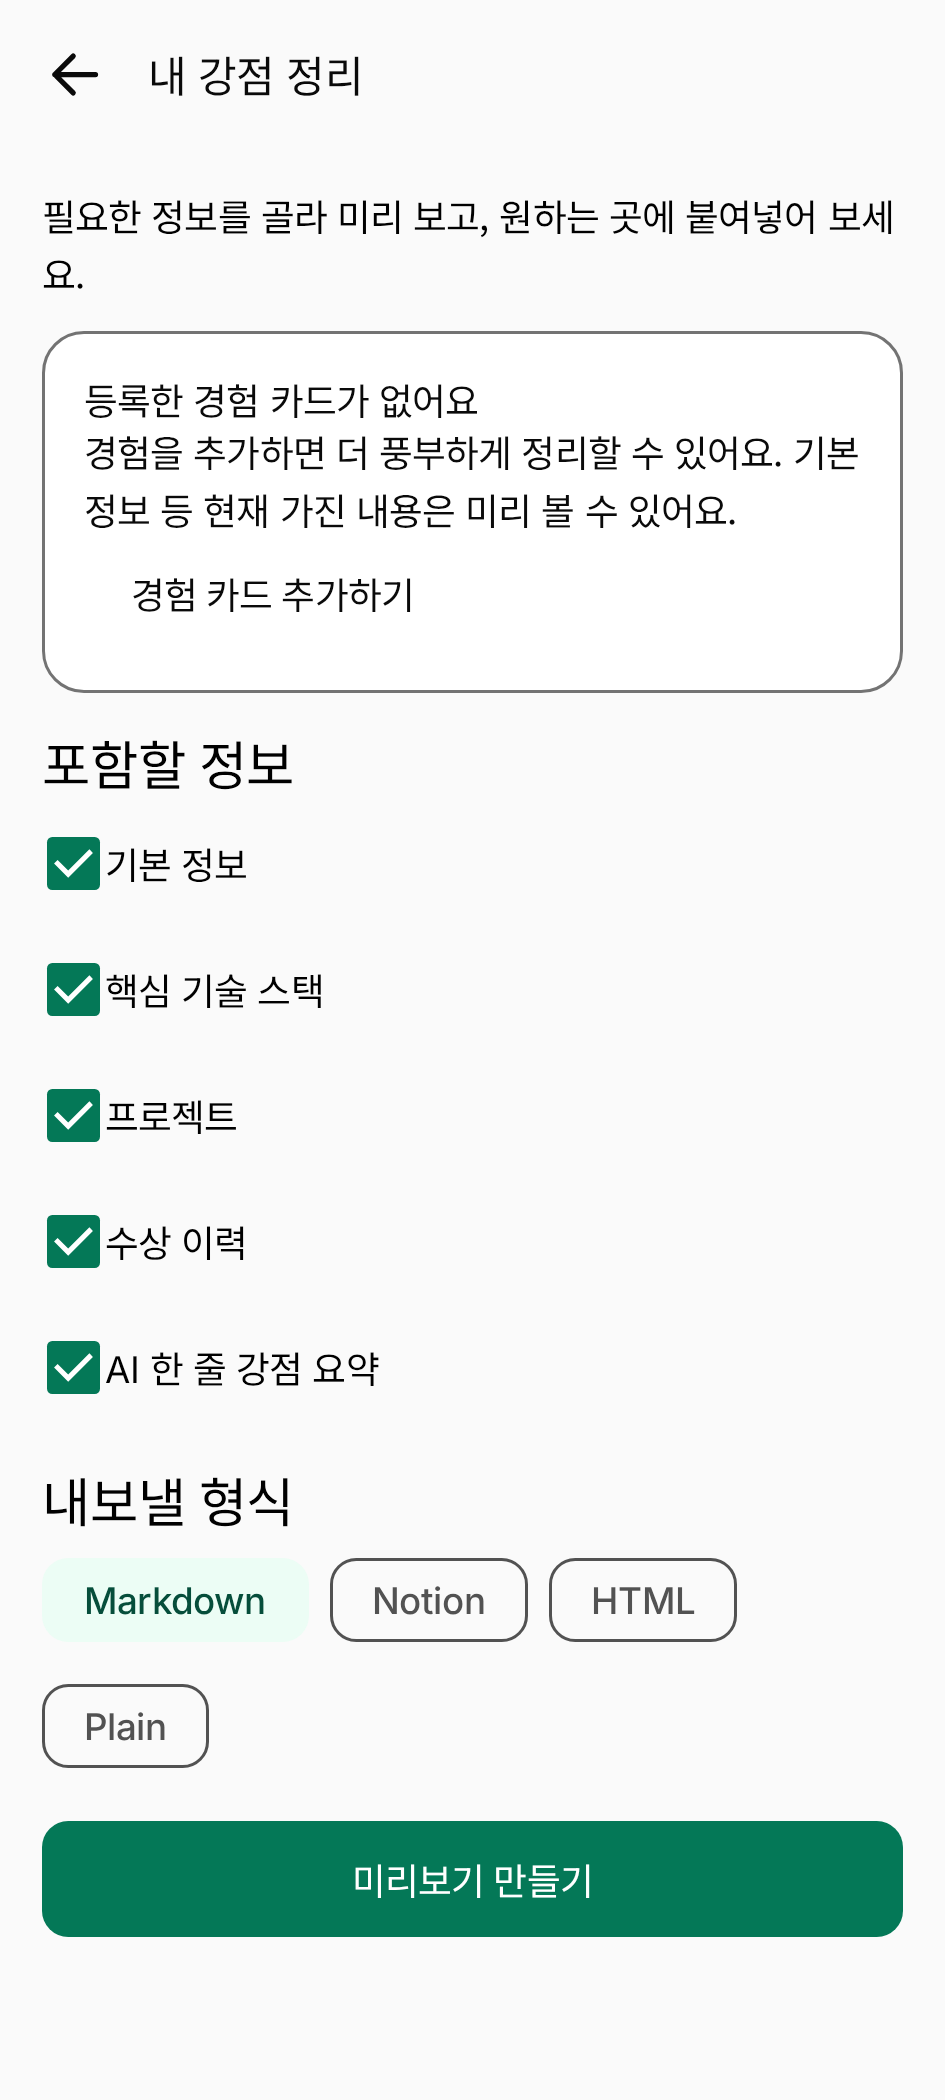 내 강점 정리
필요한 정보를 골라 미리 보고, 원하는 곳에 붙여넣어 보세
요.
등록한 경험 카드가 없어요
경험을 추가하면 더 풍부하게 정리할 수 있어요. 기본
정보 등 현재 가진 내용은 미리 볼 수 있어요.
경험 카드 추가하기
포함할 정보
기본 정보
핵심 기술 스택
프로젝트
수상 이력
AI 한 줄 강점 요약
내보낼 형식
Markdown
Notion
HTML
Plain
미리보기 만들기